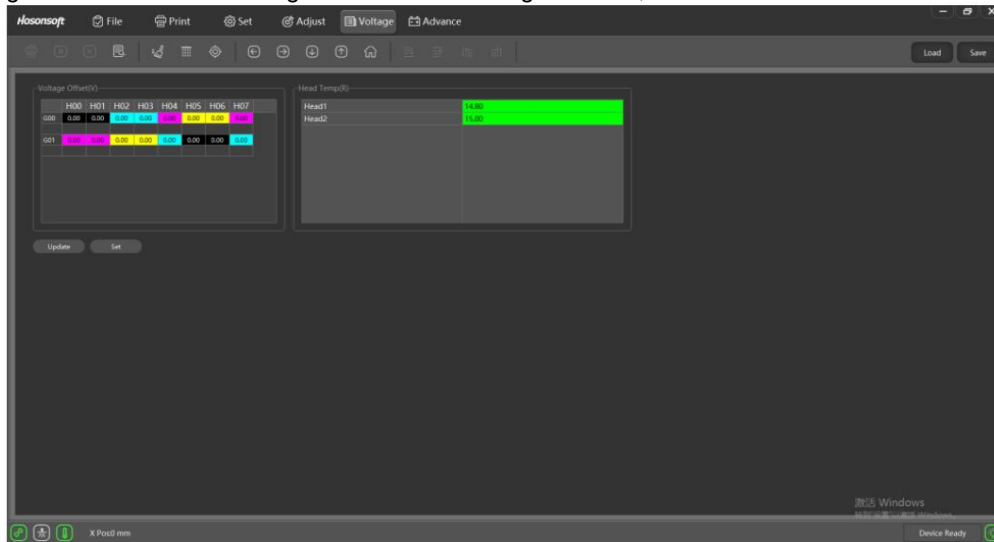 Hosonsoft File Print Set Adjust Voltage Advance
Load Save
Voltage Offset(V) Head Temp(R)
H00 H01 H02 H03 H04 H05 H06 H07
G00 0.00 0.00 0.00 0.00 0.00 0.00 0.00 0.00
G01 0.00 0.00 0.00 0.00 0.00 0.00 0.00 0.00
Head1 14.80
Head2 15.00
Update Set
激活 Windows
X Pos:0 mm
Device Ready